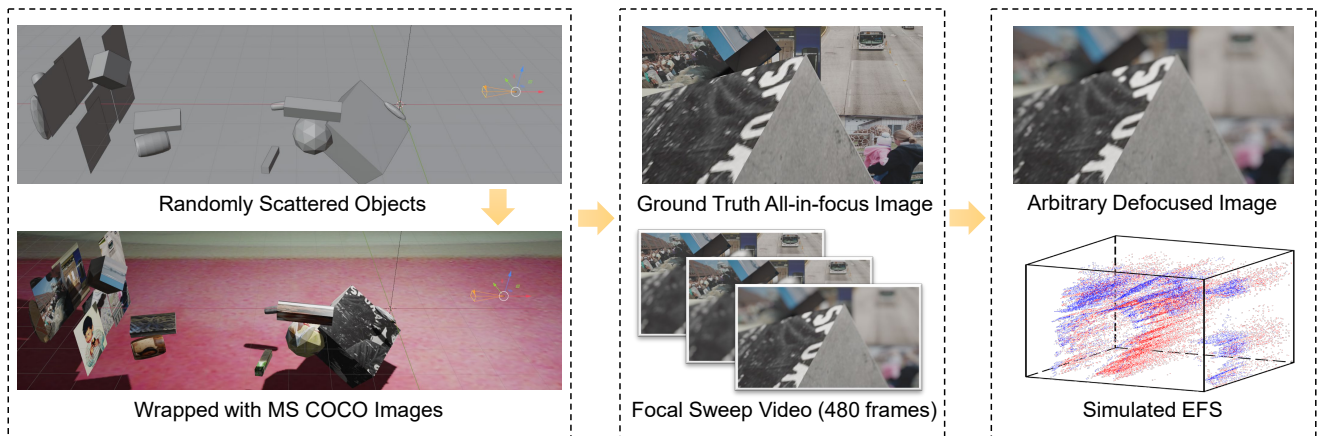 Randomly Scattered Objects
Wrapped with MS COCO Images
Ground Truth All-in-focus Image
Focal Sweep Video (480 frames)
Arbitrary Defocused Image
Simulated EFS